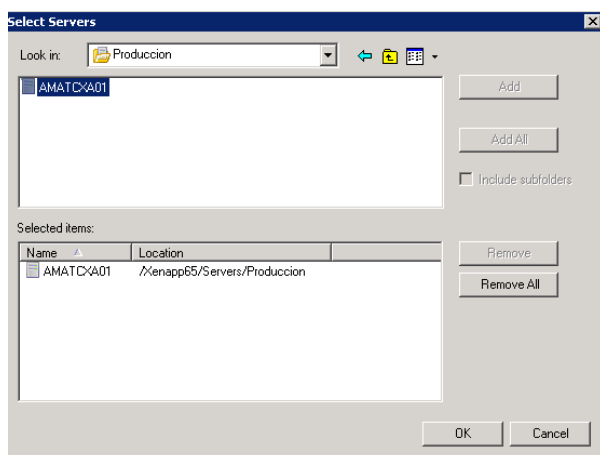 Select Servers
Look in: Produccion
AMATCXA01
Add
Add All
Include subfolders
Selected items:
Name Location
AMATCXA01 /Xenapp65/Servers/Produccion
Remove
Remove All
OK Cancel